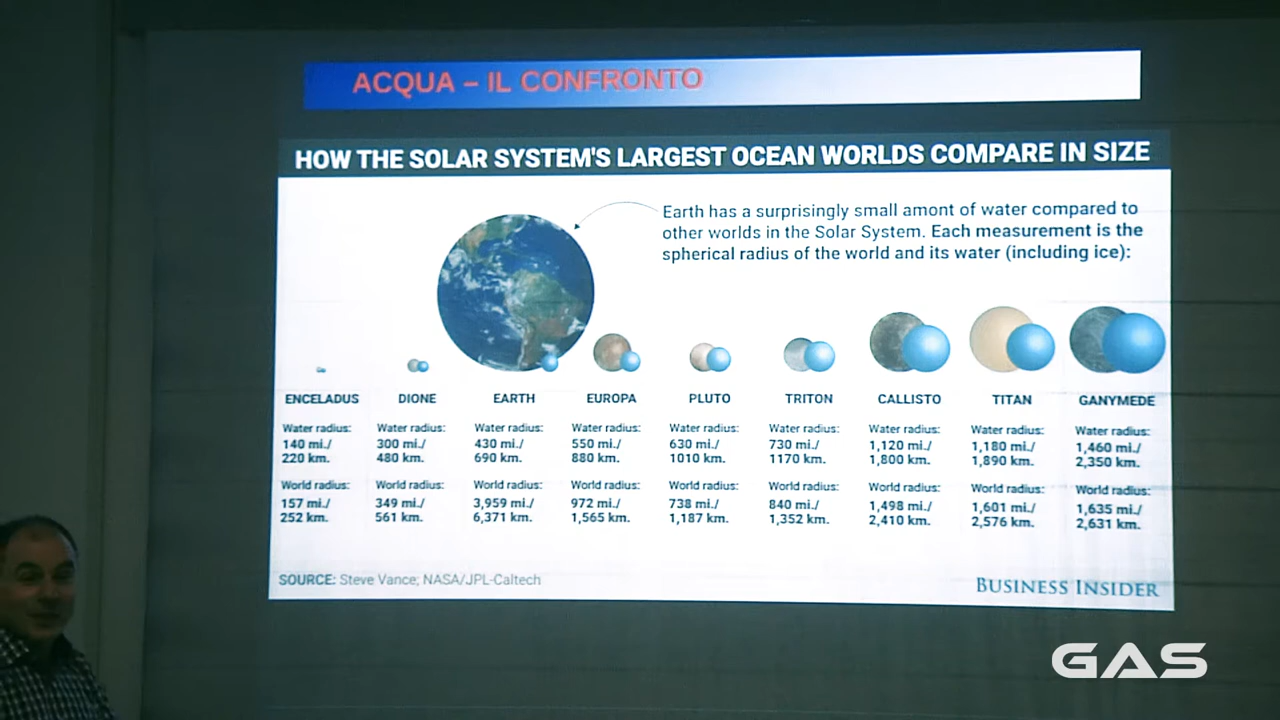 ACQUA – IL CONFRONTO
HOW THE SOLAR SYSTEM'S LARGEST OCEAN WORLDS COMPARE IN SIZE
Earth has a surprisingly small amont of water compared to
other worlds in the Solar System. Each measurement is the
spherical radius of the world and its water (including ice):
ENCELADUS DIONE EARTH EUROPA PLUTO TRITON CALLISTO TITAN GANYMEDE
Water radius: Water radius: Water radius: Water radius: Water radius: Water radius: Water radius: Water radius: Water radius:
140 mi./ 300 mi./ 430 mi./ 550 mi./ 630 mi./ 730 mi./ 1,120 mi./ 1,180 mi./ 1,460 mi./
220 km. 480 km. 690 km. 880 km. 1010 km. 1170 km. 1,800 km. 1,890 km. 2,350 km.
World radius: World radius: World radius: World radius: World radius: World radius: World radius: World radius: World radius:
157 mi./ 349 mi./ 3,959 mi./ 972 mi./ 738 mi./ 840 mi./ 1,498 mi./ 1,601 mi./ 1,635 mi./
252 km. 561 km. 6,371 km. 1,565 km. 1,187 km. 1,352 km. 2,410 km. 2,576 km. 2,631 km.
SOURCE: Steve Vance; NASA/JPL-Caltech
BUSINESS INSIDER
GAS